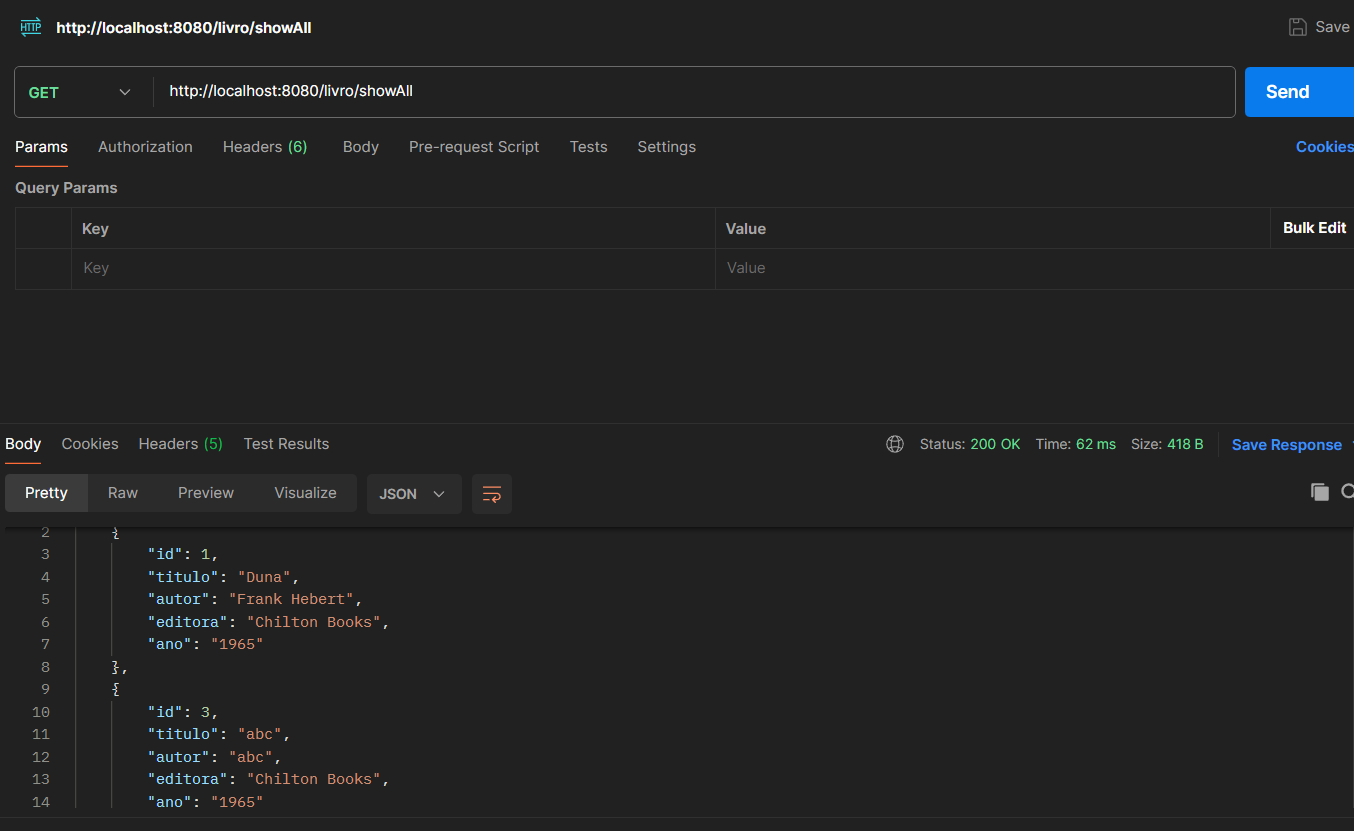 HTTP http://localhost:8080/livro/showAll Save
GET http://localhost:8080/livro/showAll Send
Params Authorization Headers (6) Body Pre-request Script Tests Settings Cookies
Query Params
Key Value Bulk Edit
Key Value
Body Cookies Headers (5) Test Results Status: 200 OK Time: 62 ms Size: 418 B Save Response
Pretty Raw Preview Visualize JSON
2 {
3 "id": 1,
4 "titulo": "Duna",
5 "autor": "Frank Hebert",
6 "editora": "Chilton Books",
7 "ano": "1965"
8 },
9 {
10 "id": 3,
11 "titulo": "abc",
12 "autor": "abc",
13 "editora": "Chilton Books",
14 "ano": "1965"